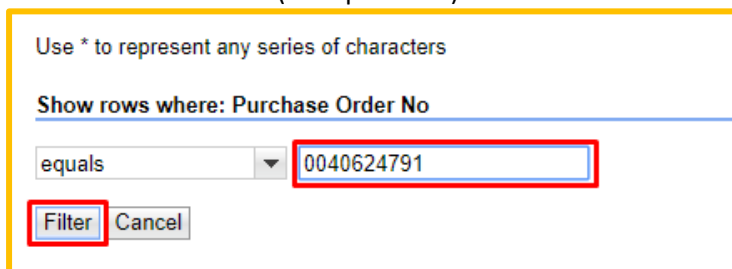 Use * to represent any series of characters
Show rows where: Purchase Order No
equals 0040624791
Filter Cancel